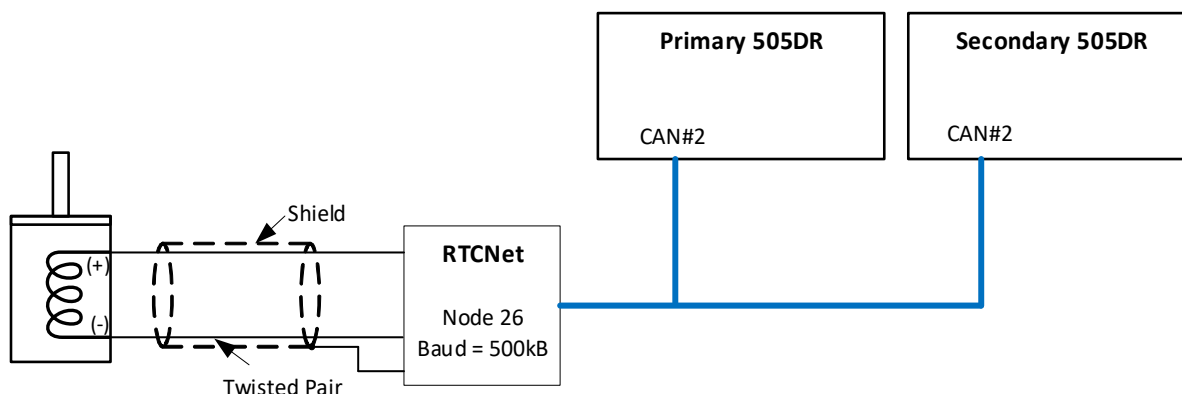 Primary 505DR
Secondary 505DR
CAN#2
CAN#2
Shield
(+)
(-)
RTCNet
Node 26
Baud = 500kB
Twisted Pair